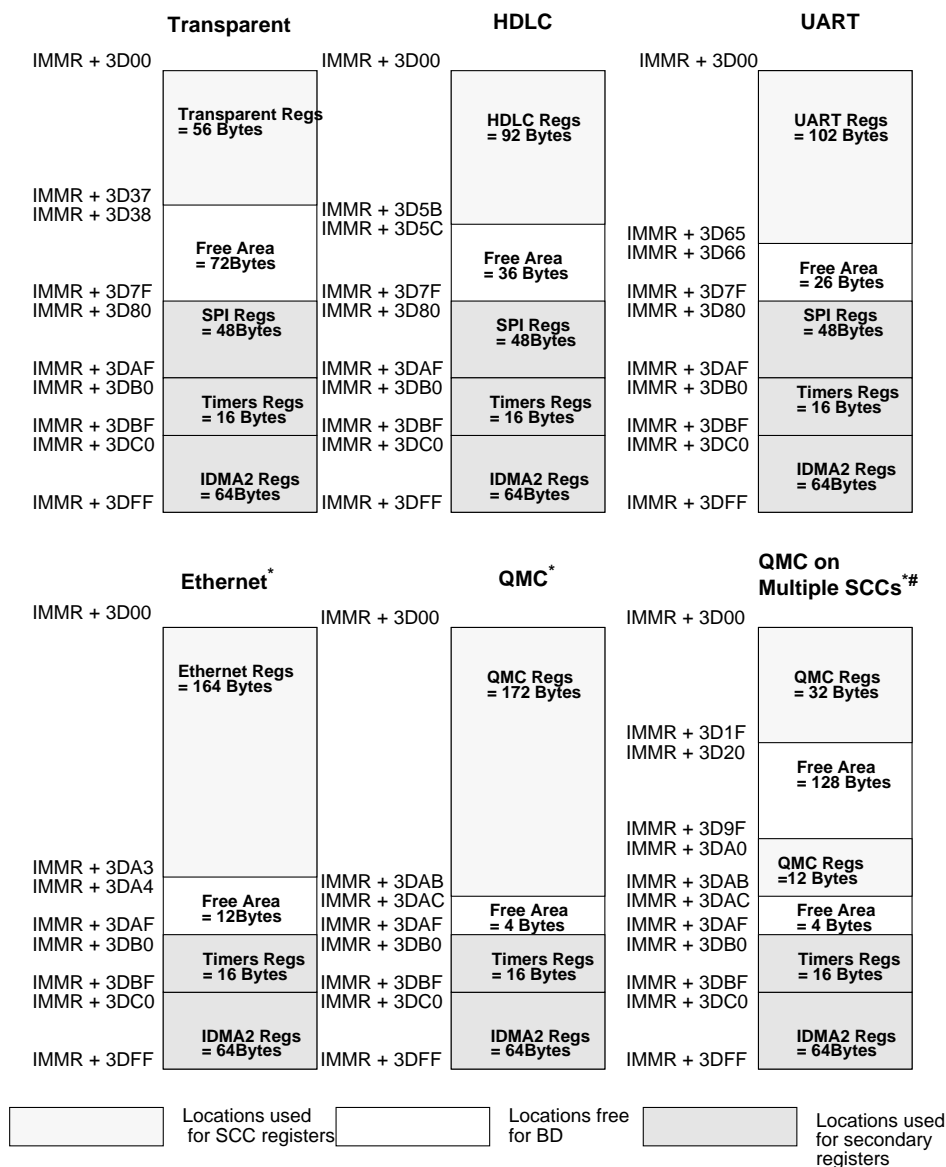 Transparent
IMMR + 3D00
Transparent Regs
= 56 Bytes
IMMR + 3D37
IMMR + 3D38
Free Area
= 72Bytes
IMMR + 3D7F
IMMR + 3D80
SPI Regs
= 48Bytes
IMMR + 3DAF
IMMR + 3DB0
Timers Regs
= 16 Bytes
IMMR + 3DBF
IMMR + 3DC0
IDMA2 Regs
= 64Bytes
IMMR + 3DFF
HDLC
IMMR + 3D00
HDLC Regs
= 92 Bytes
IMMR + 3D5B
IMMR + 3D5C
Free Area
= 36 Bytes
IMMR + 3D7F
IMMR + 3D80
SPI Regs
= 48Bytes
IMMR + 3DAF
IMMR + 3DB0
Timers Regs
= 16 Bytes
IMMR + 3DBF
IMMR + 3DC0
IDMA2 Regs
= 64Bytes
IMMR + 3DFF
UART
IMMR + 3D00
UART Regs
= 102 Bytes
IMMR + 3D65
IMMR + 3D66
Free Area
= 26 Bytes
IMMR + 3D7F
IMMR + 3D80
SPI Regs
= 48Bytes
IMMR + 3DAF
IMMR + 3DB0
Timers Regs
= 16 Bytes
IMMR + 3DBF
IMMR + 3DC0
IDMA2 Regs
= 64Bytes
IMMR + 3DFF
Ethernet*
IMMR + 3D00
Ethernet Regs
= 164 Bytes
IMMR + 3DA3
IMMR + 3DA4
Free Area
= 12Bytes
IMMR + 3DAF
IMMR + 3DB0
Timers Regs
= 16 Bytes
IMMR + 3DBF
IMMR + 3DC0
IDMA2 Regs
= 64Bytes
IMMR + 3DFF
QMC*
IMMR + 3D00
QMC Regs
= 172 Bytes
IMMR + 3DAB
IMMR + 3DAC
Free Area
= 4 Bytes
IMMR + 3DAF
IMMR + 3DB0
Timers Regs
= 16 Bytes
IMMR + 3DBF
IMMR + 3DC0
IDMA2 Regs
= 64Bytes
IMMR + 3DFF
QMC on
Multiple SCCs*#
IMMR + 3D00
QMC Regs
= 32 Bytes
IMMR + 3D1F
IMMR + 3D20
Free Area
= 128 Bytes
IMMR + 3D9F
IMMR + 3DA0
QMC Regs
=12 Bytes
IMMR + 3DAB
IMMR + 3DAC
Free Area
= 4 Bytes
IMMR + 3DAF
IMMR + 3DB0
Timers Regs
= 16 Bytes
IMMR + 3DBF
IMMR + 3DC0
IDMA2 Regs
= 64Bytes
IMMR + 3DFF
Locations used
for SCC registers
Locations free
for BD
Locations used
for secondary
registers